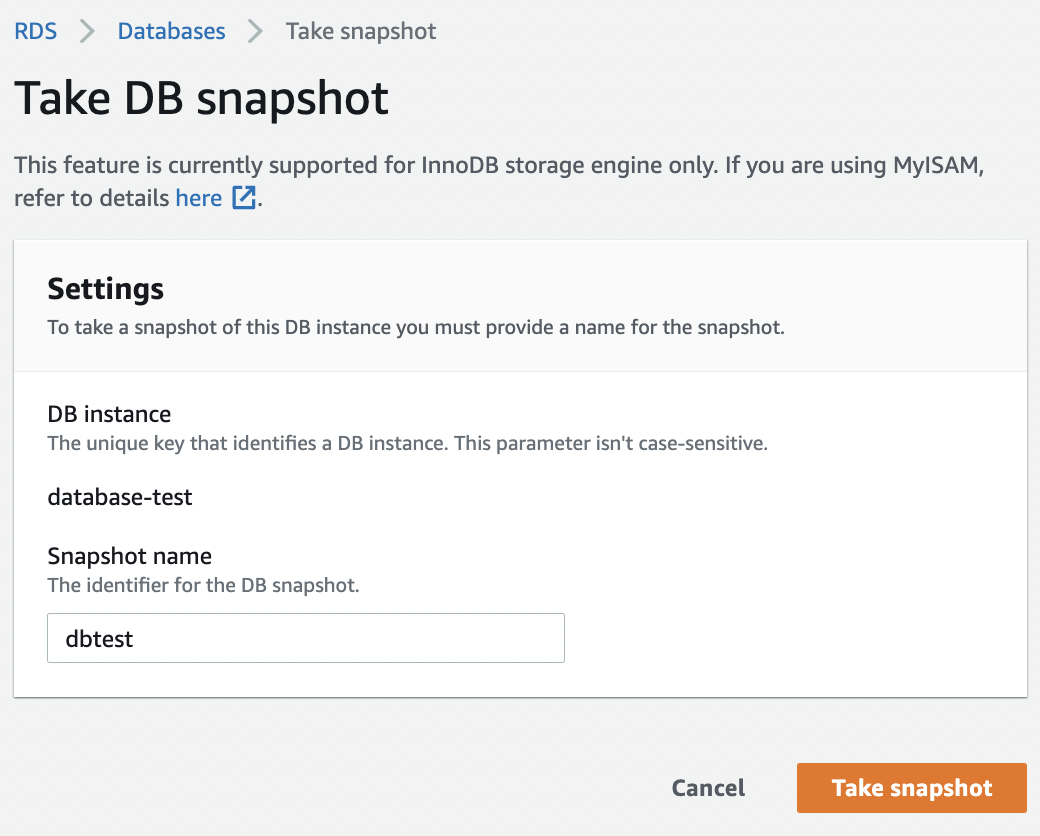 RDS > Databases > Take snapshot
Take DB snapshot
This feature is currently supported for InnoDB storage engine only. If you are using MyISAM,
refer to details here.
Settings
To take a snapshot of this DB instance you must provide a name for the snapshot.
DB instance
The unique key that identifies a DB instance. This parameter isn't case-sensitive.
database-test
Snapshot name
The identifier for the DB snapshot.
dbtest
Cancel Take snapshot